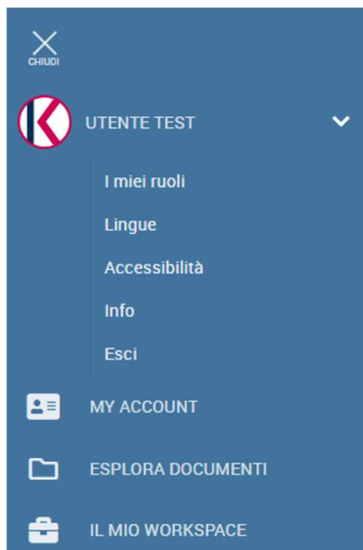 CHIUDI
UTENTE TEST
I miei ruoli
Lingue
Accessibilità
Info
Esci
MY ACCOUNT
ESPLORA DOCUMENTI
IL MIO WORKSPACE